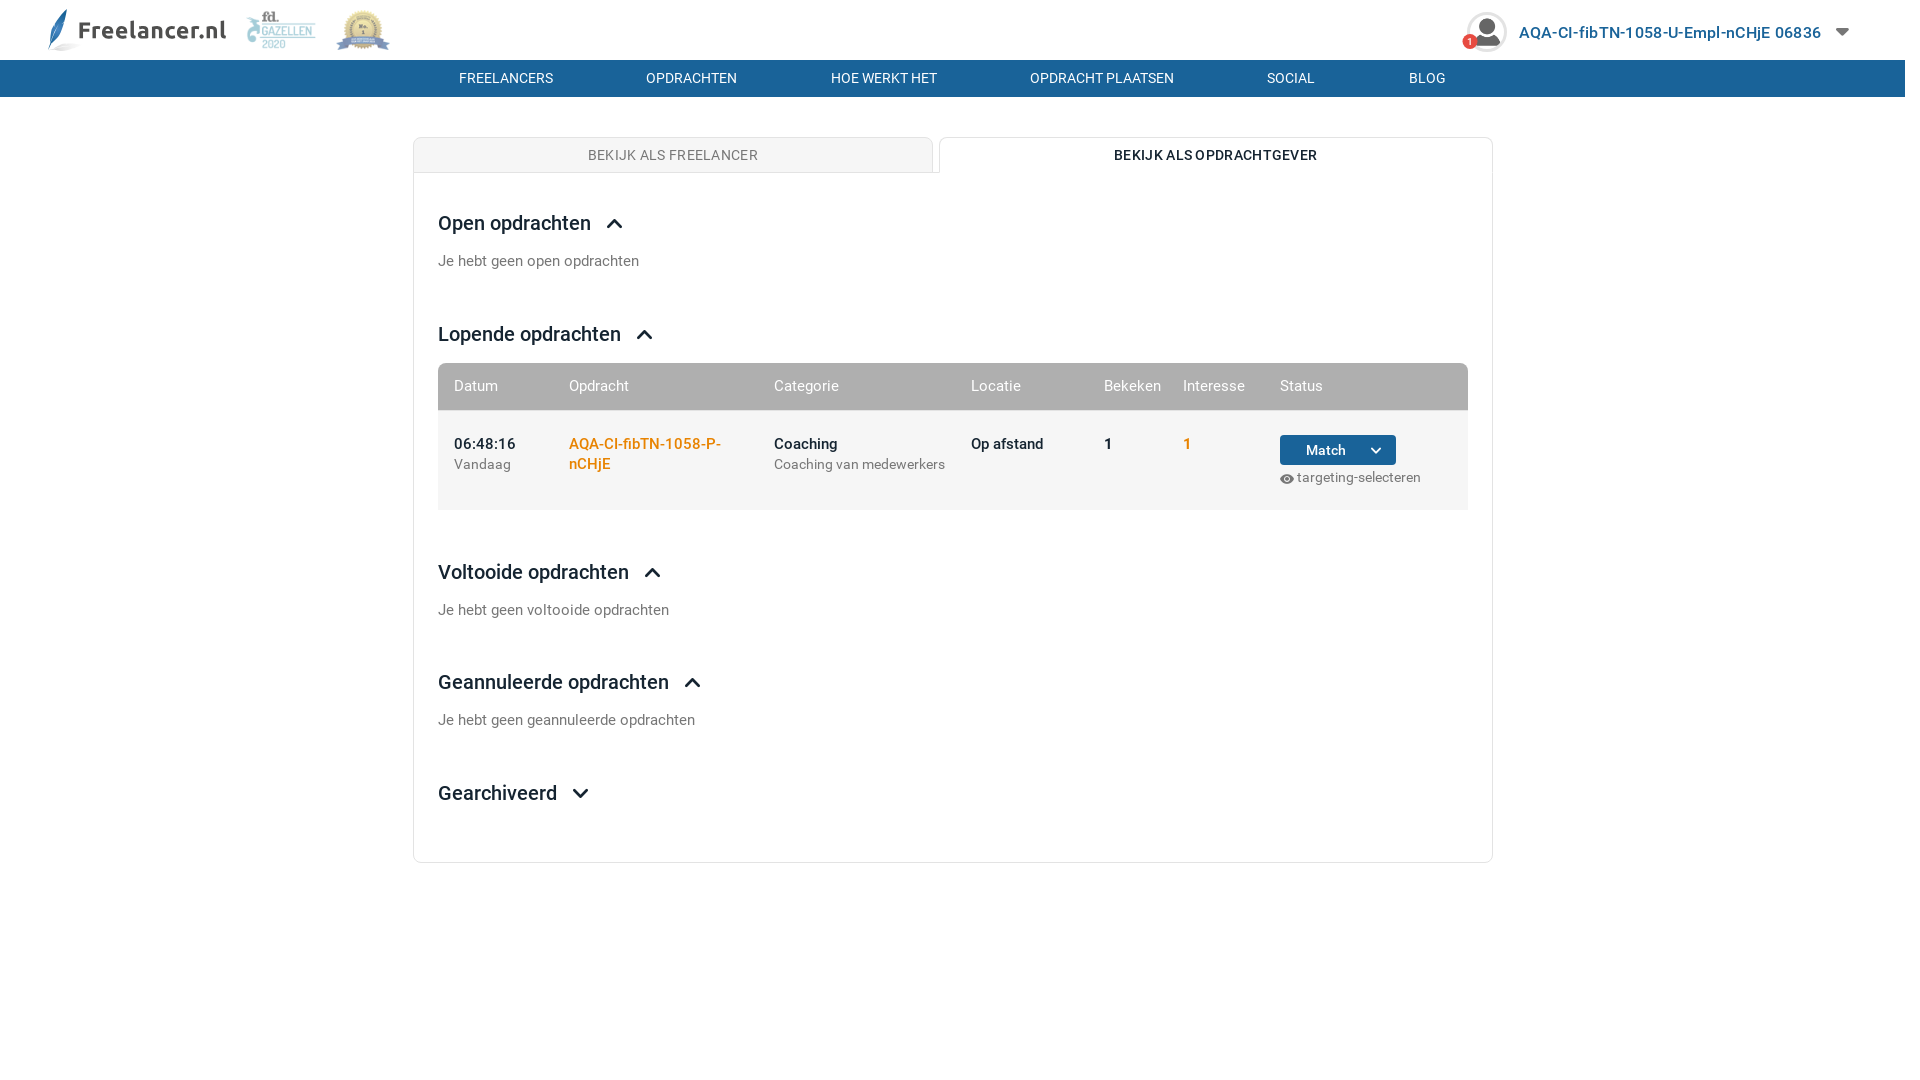 Freelancer.nl
fd.
GAZELLEN
2020
No.
1
1
AQA-CI-fibTN-1058-U-Empl-nCHjE 06836
FREELANCERS OPDRACHTEN HOE WERKT HET OPDRACHT PLAATSEN SOCIAL BLOG
BEKIJK ALS FREELANCER BEKIJK ALS OPDRACHTGEVER
Open opdrachten
Je hebt geen open opdrachten
Lopende opdrachten
Datum Opdracht Categorie Locatie Bekeken Interesse Status
06:48:16 AQA-CI-fibTN-1058-P- Coaching Op afstand 1 1 Match
Vandaag nCHjE Coaching van medewerkers
targeting-selecteren
Voltooide opdrachten
Je hebt geen voltooide opdrachten
Geannuleerde opdrachten
Je hebt geen geannuleerde opdrachten
Gearchiveerd